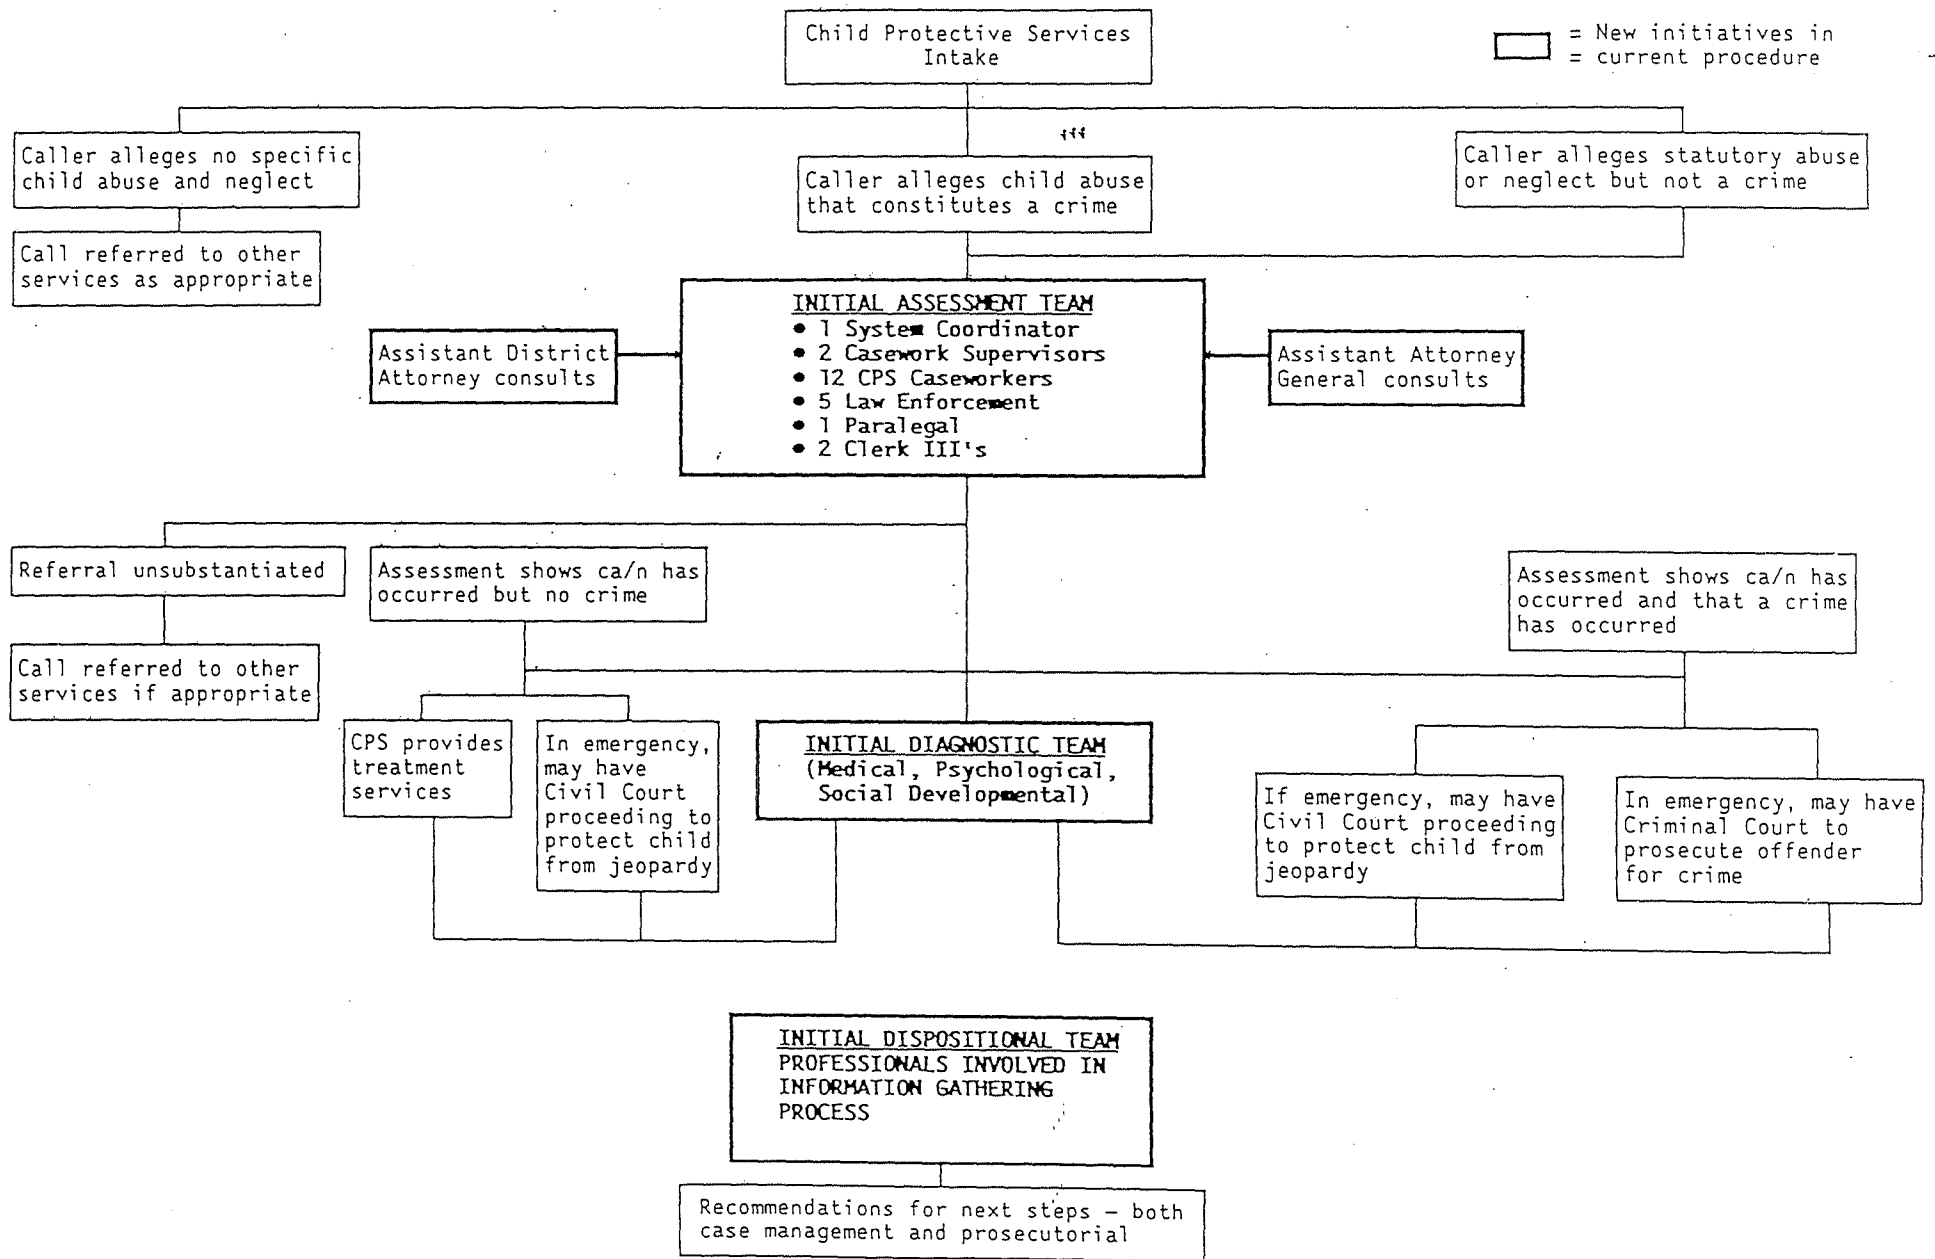 Child Protective Services
Intake
= New initiatives in
= current procedure
Caller alleges no specific
child abuse and neglect
Caller alleges child abuse
that constitutes a crime
Caller alleges statutory abuse
or neglect but not a crime
Call referred to other
services as appropriate
INITIAL ASSESSMENT TEAM
• 1 System Coordinator
• 2 Casework Supervisors
• 12 CPS Caseworkers
• 5 Law Enforcement
• 1 Paralegal
• 2 Clerk III's
Assistant District
Attorney consults
Assistant Attorney
General consults
Referral unsubstantiated
Assessment shows ca/n has
occurred but no crime
Assessment shows ca/n has
occurred and that a crime
has occurred
Call referred to other
services if appropriate
CPS provides
treatment
services
In emergency,
may have
Civil Court
proceeding to
protect child
from jeopardy
INITIAL DIAGNOSTIC TEAM
(Medical, Psychological,
Social Developmental)
If emergency, may have
Civil Court proceeding
to protect child from
jeopardy
In emergency, may have
Criminal Court to
prosecute offender
for crime
INITIAL DISPOSITIONAL TEAM
PROFESSIONALS INVOLVED IN
INFORMATION GATHERING
PROCESS
Recommendations for next steps – both
case management and prosecutorial